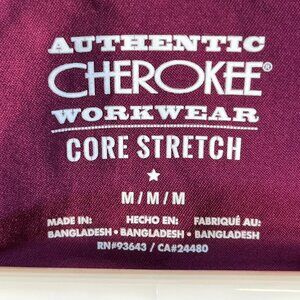 AUTHENTIC
CHEROKEE®
WORKWEAR
CORE STRETCH
M/M/M
MADE IN: HECHO EN: FABRIQUÉ AU:
BANGLADESH • BANGLADESH • BANGLADESH
RN#93643 / CA#24480